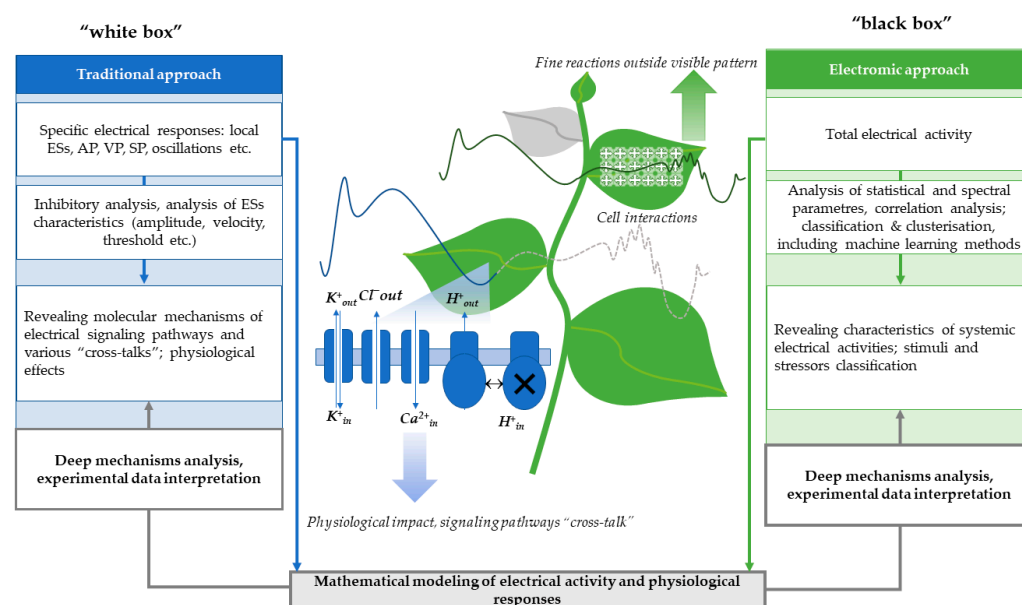 “white box”
Traditional approach
Specific electrical responses: local
ESs, AP, VP, SP, oscillations etc.
Inhibitory analysis, analysis of ESs
characteristics (amplitude, velocity,
threshold etc.)
Revealing molecular mechanisms of
electrical signaling pathways and
various “cross-talks”; physiological
effects
Deep mechanisms analysis,
experimental data interpretation
Fine reactions outside visible pattern
Cell interactions
K⁺out Cl⁻out H⁺out
K⁺in Ca²⁺in H⁺in
Physiological impact, signaling pathways “cross-talk”
“black box”
Electromic approach
Total electrical activity
Analysis of statistical and spectral
parametres, correlation analysis;
classification & clusterisation,
including machine learning methods
Revealing characteristics of systemic
electrical activities; stimuli and
stressors classification
Deep mechanisms analysis,
experimental data interpretation
Mathematical modeling of electrical activity and physiological
responses